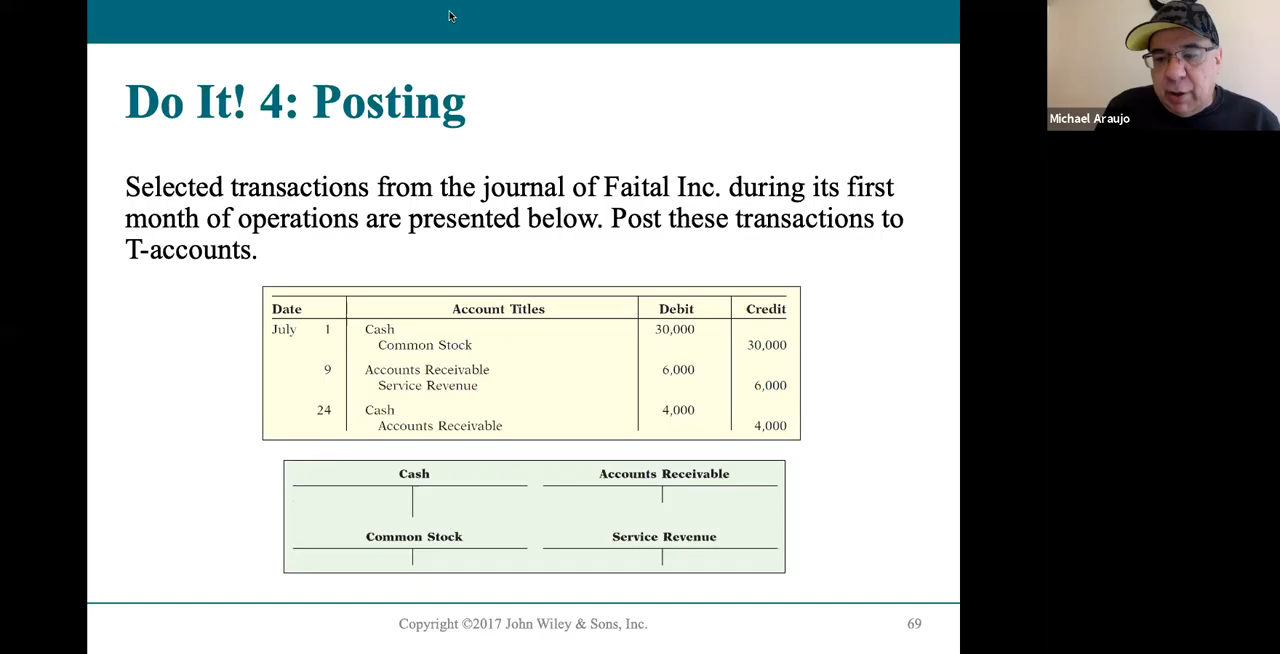 Do It! 4: Posting
Michael Araujo
Selected transactions from the journal of Faital Inc. during its first
month of operations are presented below. Post these transactions to
T-accounts.
Date Account Titles Debit Credit
July 1 Cash 30,000
Common Stock 30,000
9 Accounts Receivable 6,000
Service Revenue 6,000
24 Cash 4,000
Accounts Receivable 4,000
Cash Accounts Receivable
Common Stock Service Revenue
Copyright ©2017 John Wiley & Sons, Inc. 69